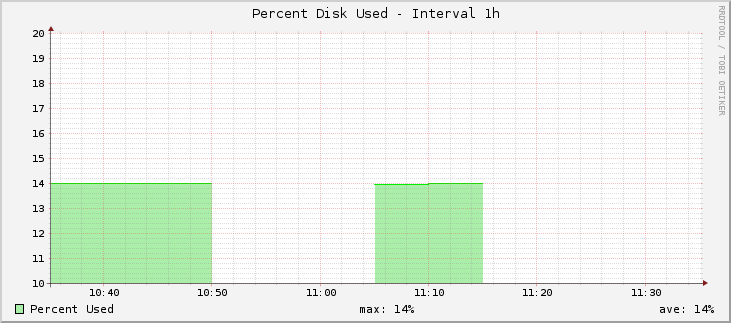 Percent Disk Used - Interval 1h
RRDTOOL / TOBI OETIKER
20
19
18
17
16
15
14
13
12
11
10
10:40 10:50 11:00 11:10 11:20 11:30
Percent Used max: 14% ave: 14%